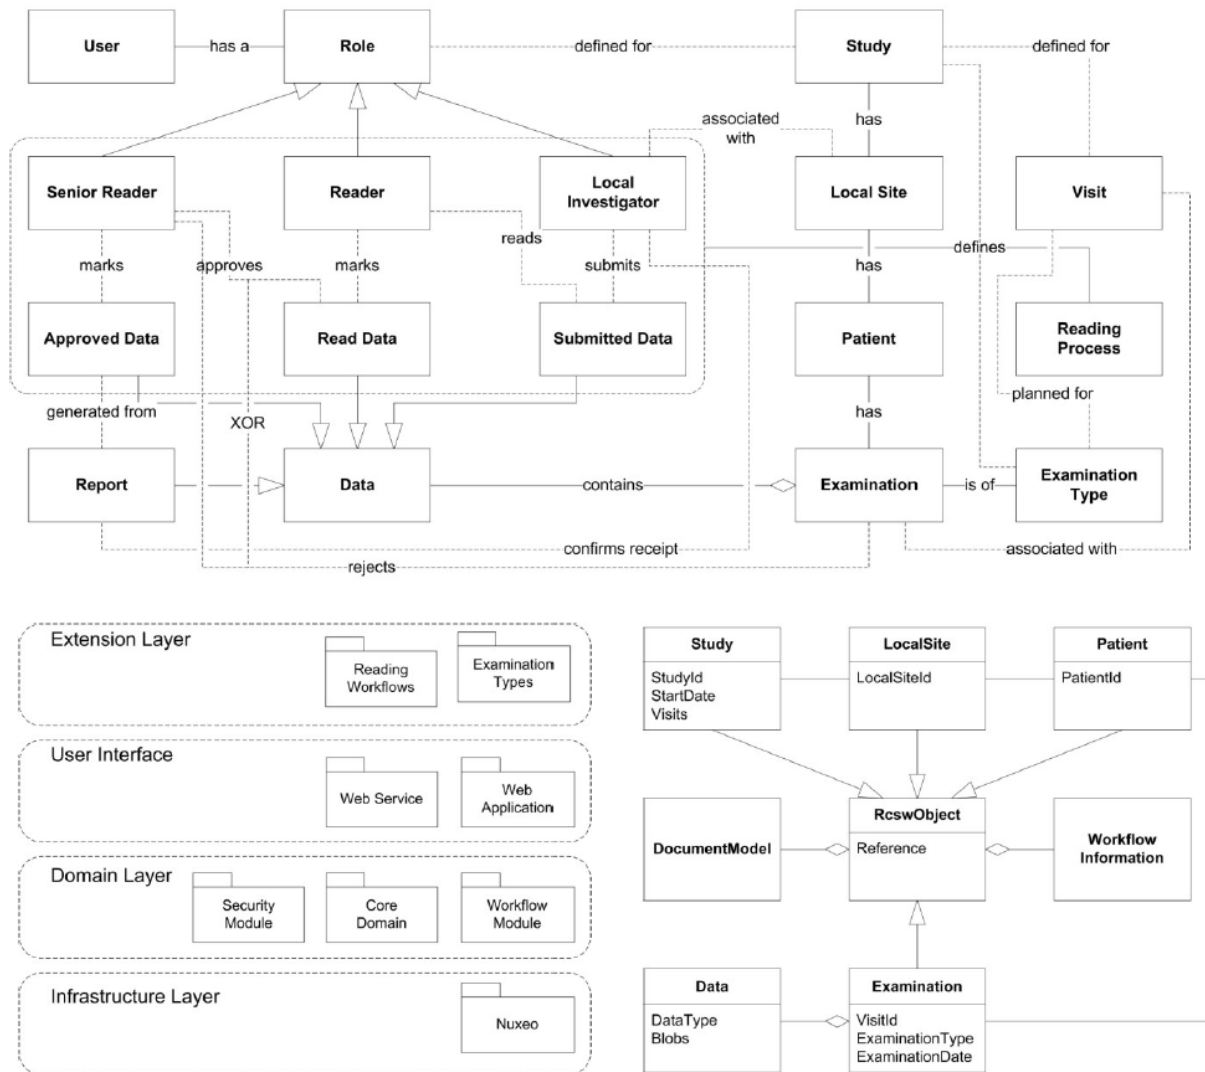 User
has a
Role
defined for
Study
defined for
associated
with
has
Senior Reader
Reader
Local
Investigator
Local Site
Visit
reads
defines
marks
approves
marks
submits
has
Approved Data
Read Data
Submitted Data
Patient
Reading
Process
planned for
generated from
XOR
has
Report
Data
contains
Examination
is of
Examination
Type
confirms receipt
associated with
rejects
Extension Layer
Reading
Workflows
Examination
Types
User Interface
Web Service
Web
Application
Domain Layer
Security
Module
Core
Domain
Workflow
Module
Infrastructure Layer
Nuxeo
Study
StudyId
StartDate
Visits
LocalSite
LocalSiteId
Patient
PatientId
DocumentModel
RcswObject
Reference
Workflow
Information
Data
DataType
Blobs
Examination
VisitId
ExaminationType
ExaminationDate